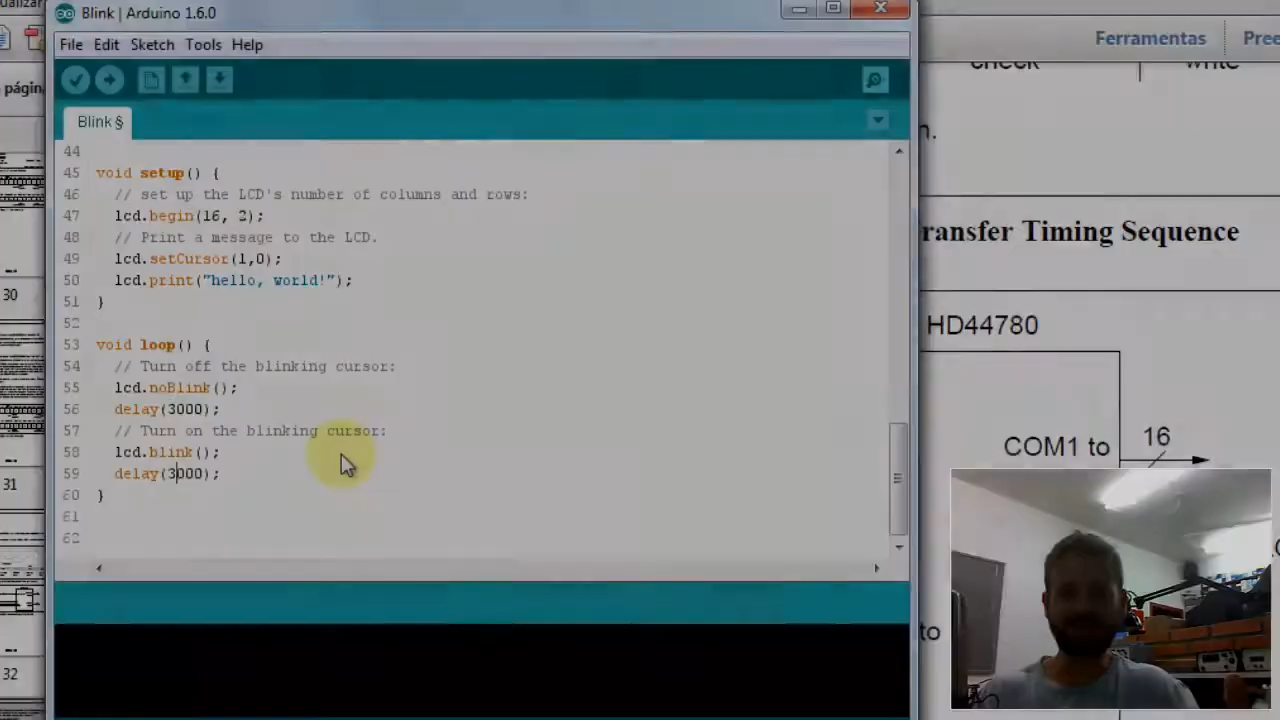 Blink | Arduino 1.6.0
File Edit Sketch Tools Help
Ferramentas
Pree
check
write
n.
Blink §
44
45 void setup() {
46 // set up the LCD's number of columns and rows:
47 lcd.begin(16, 2);
48 // Print a message to the LCD.
49 lcd.setCursor(1,0);
50 lcd.print("hello, world!");
51 }
52
53 void loop() {
54 // Turn off the blinking cursor:
55 lcd.noBlink();
56 delay(3000);
57 // Turn on the blinking cursor:
58 lcd.blink();
59 delay(3000);
60 }
61
62
págin
30
31
32
ransfer Timing Sequence
HD44780
COM1 to
16
to